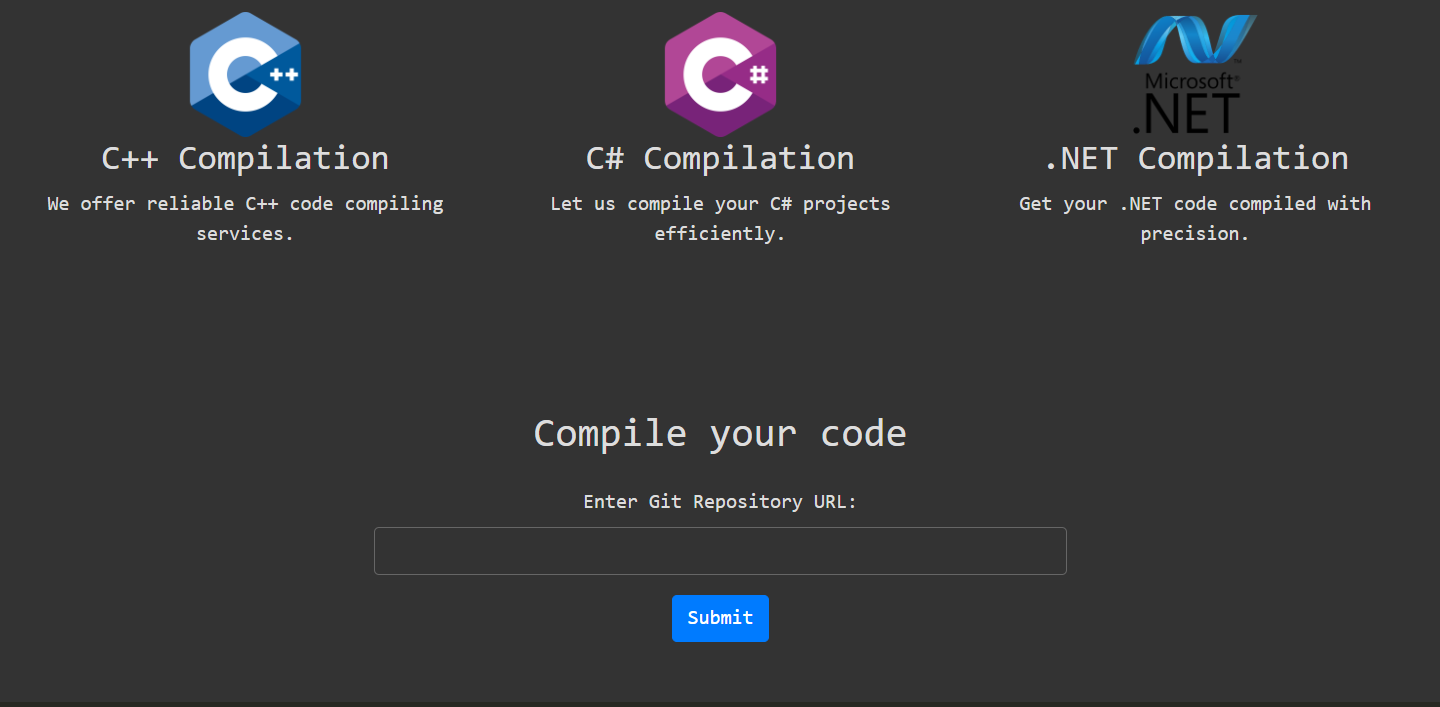 C++
C#
Microsoft®
.NET
C++ Compilation
C# Compilation
.NET Compilation
We offer reliable C++ code compiling
services.
Let us compile your C# projects
efficiently.
Get your .NET code compiled with
precision.
Compile your code
Enter Git Repository URL:
Submit